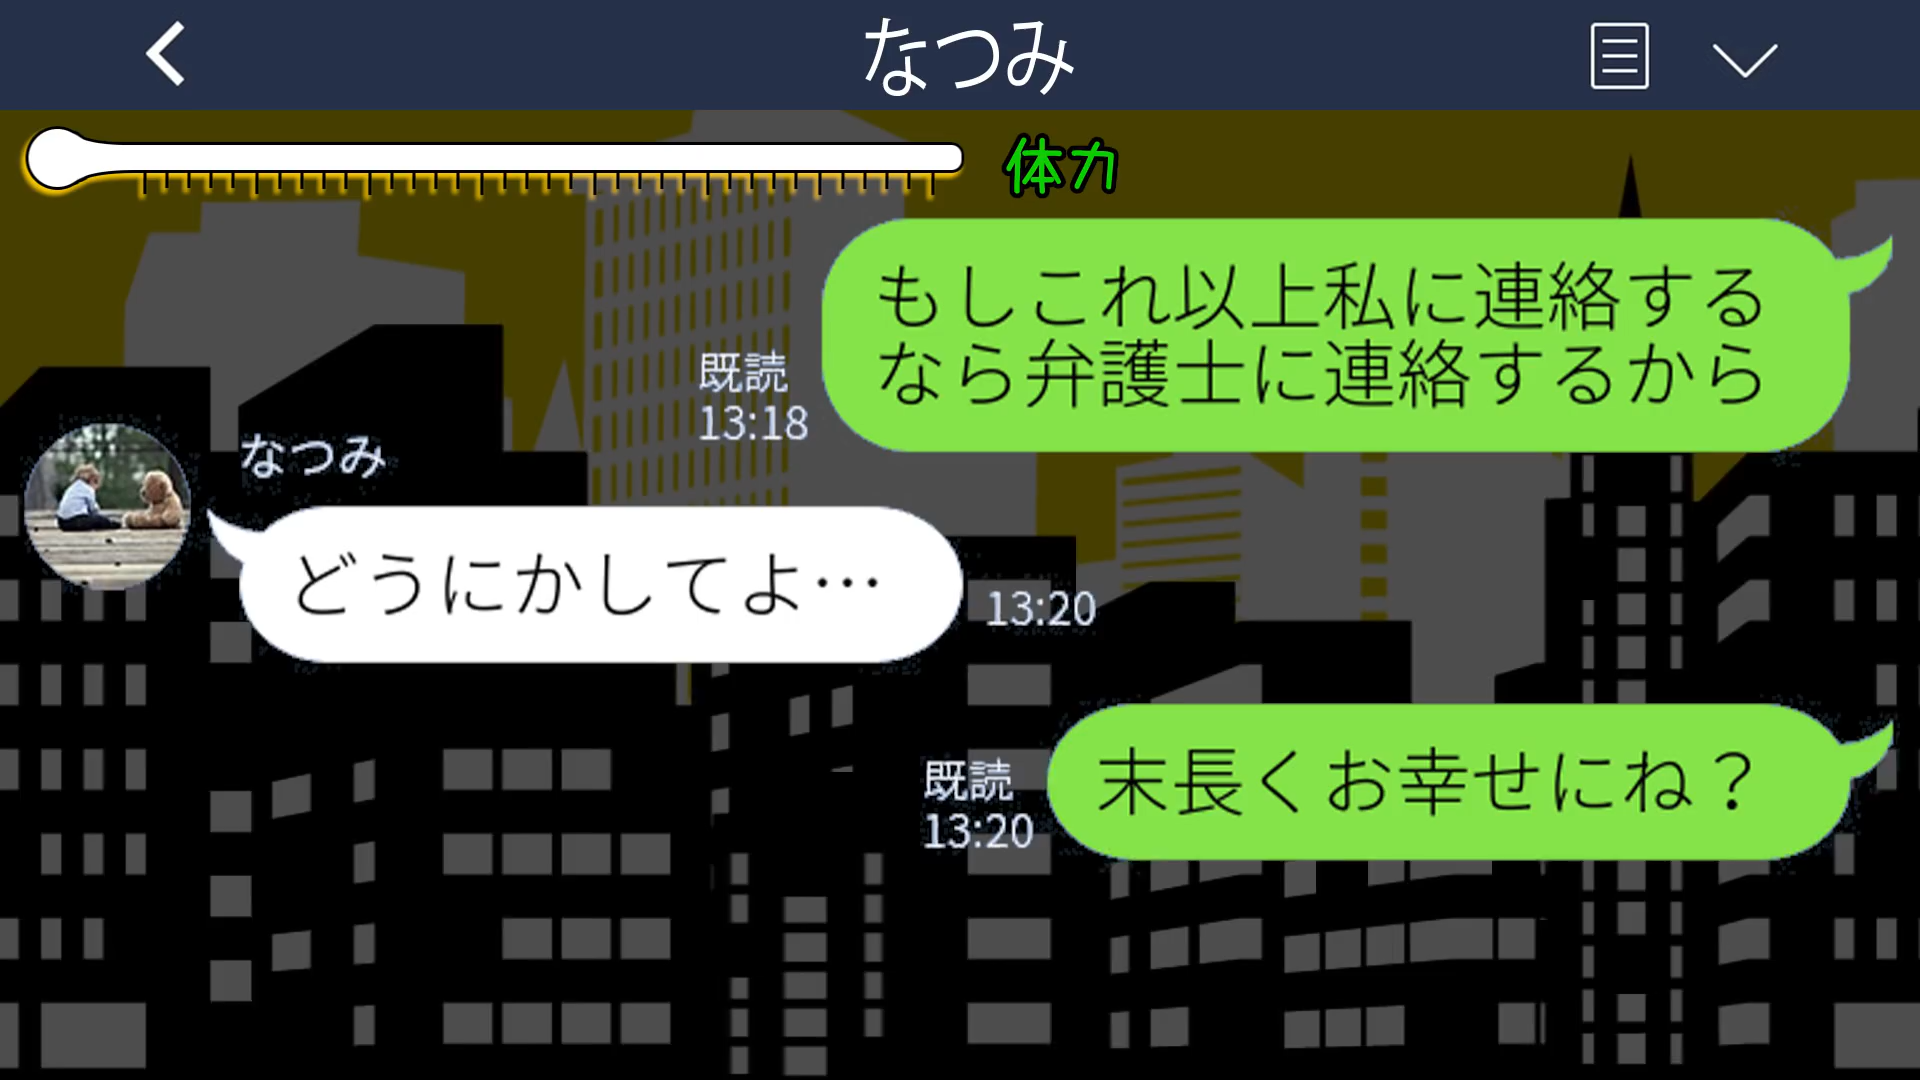 なつみ
体力
もしこれ以上私に連絡する
なら弁護士に連絡するから
既読
13:18
なつみ
どうにかしてよ…
13:20
末長くお幸せにね？
既読
13:20